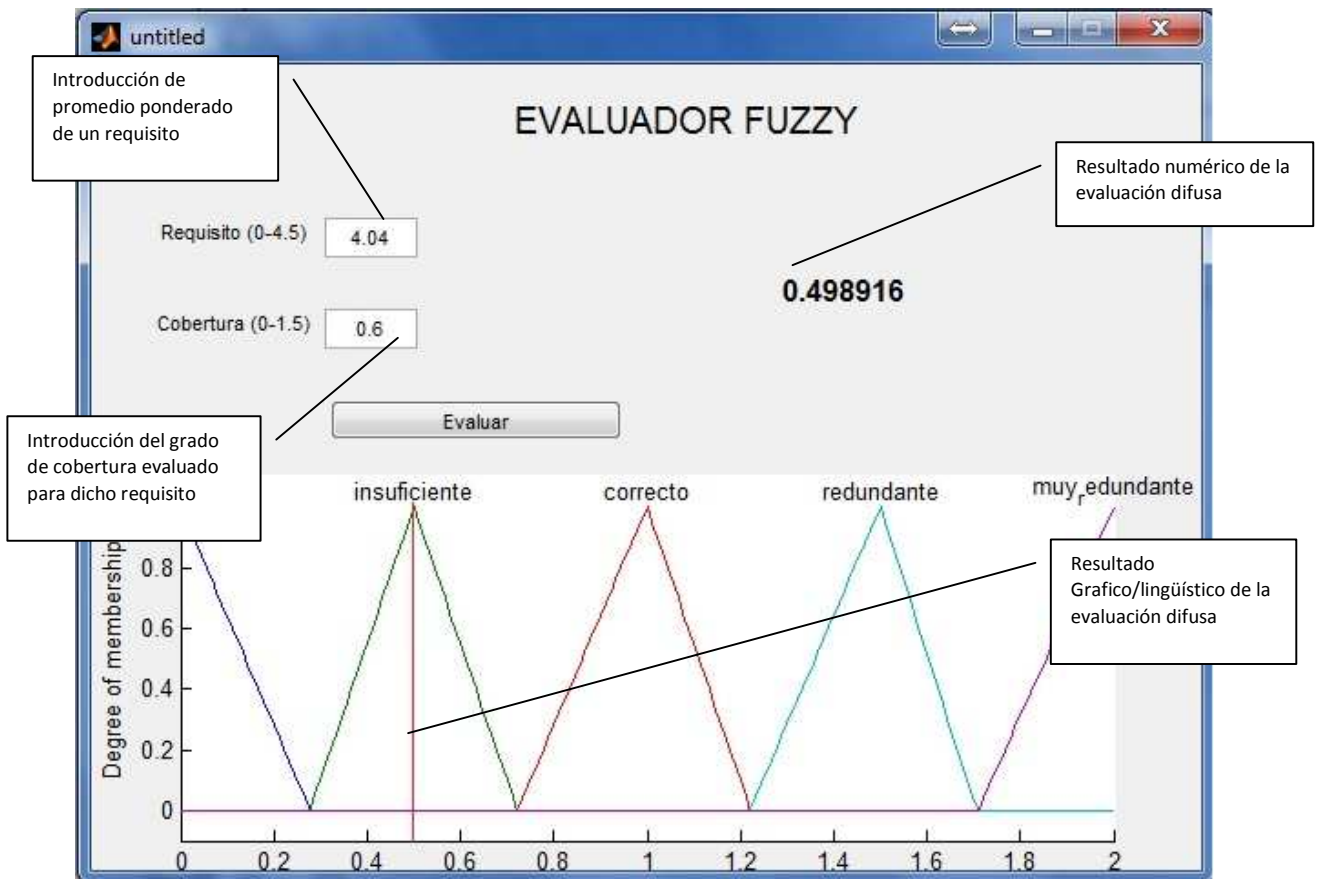 untitled
Introducción de
promedio ponderado
de un requisito
EVALUADOR FUZZY
Resultado numérico de la
evaluación difusa
Requisito (0-4.5)
4.04
0.498916
Cobertura (0-1.5)
0.6
Evaluar
Introducción del grado
de cobertura evaluado
para dicho requisito
insuficiente
correcto
redundante
muy_redundante
Resultado
Grafico/lingüístico de la
evaluación difusa
Degree of membership
0.8
0.6
0.4
0.2
0
0 0.2 0.4 0.6 0.8 1 1.2 1.4 1.6 1.8 2